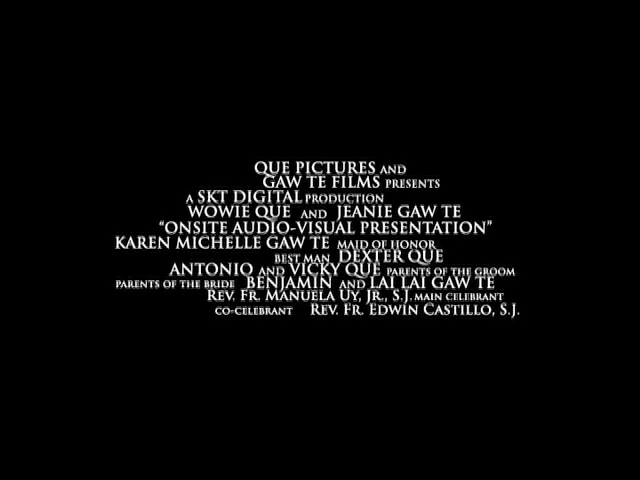 QUE PICTURES AND
GAW TE FILMS PRESENTS
A SKT DIGITAL PRODUCTION
WOWIE QUE AND JEANIE GAW TE
“ONSITE AUDIO-VISUAL PRESENTATION”
KAREN MICHELLE GAW TE MAID OF HONOR
BEST MAN DEXTER QUE
ANTONIO AND VICKY QUE PARENTS OF THE GROOM
PARENTS OF THE BRIDE BENJAMIN AND LAI LAI GAW TE
REV. FR. MANUELA UY, JR., S.J. MAIN CELEBRANT
CO-CELEBRANT REV. FR. EDWIN CASTILLO, S.J.